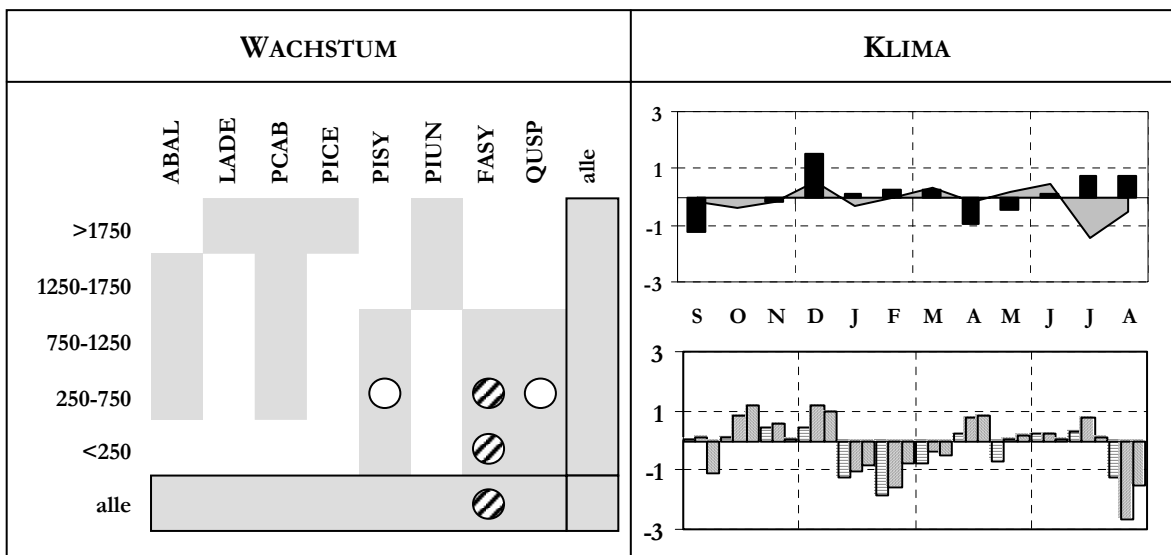 WACHSTUM
KLIMA
ABAL LADE PCAB PICE PISY PIUN FASY QUSP alle
>1750
1250-1750
750-1250
250-750
<250
alle
3
1
-1
-3
S O N D J F M A M J J A
3
1
-1
-3